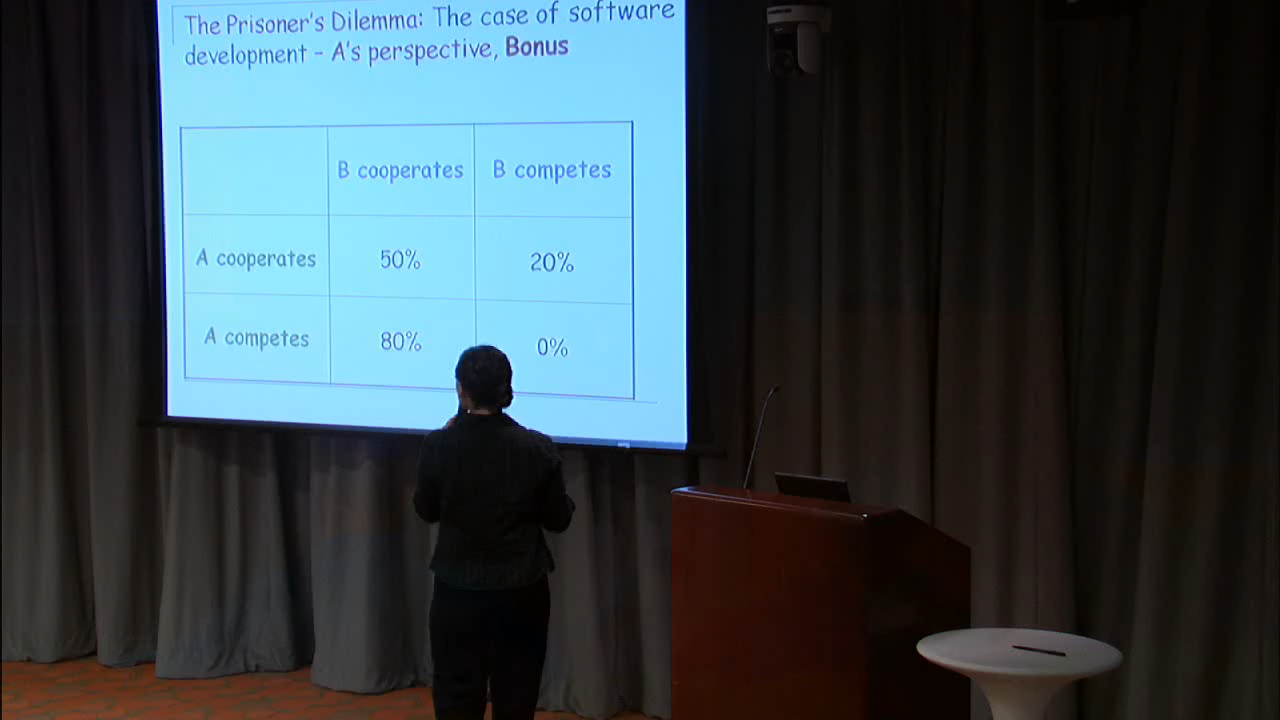 The Prisoner's Dilemma: The case of software
development - A's perspective, Bonus
B cooperates B competes
A cooperates 50% 20%
A competes 80% 0%